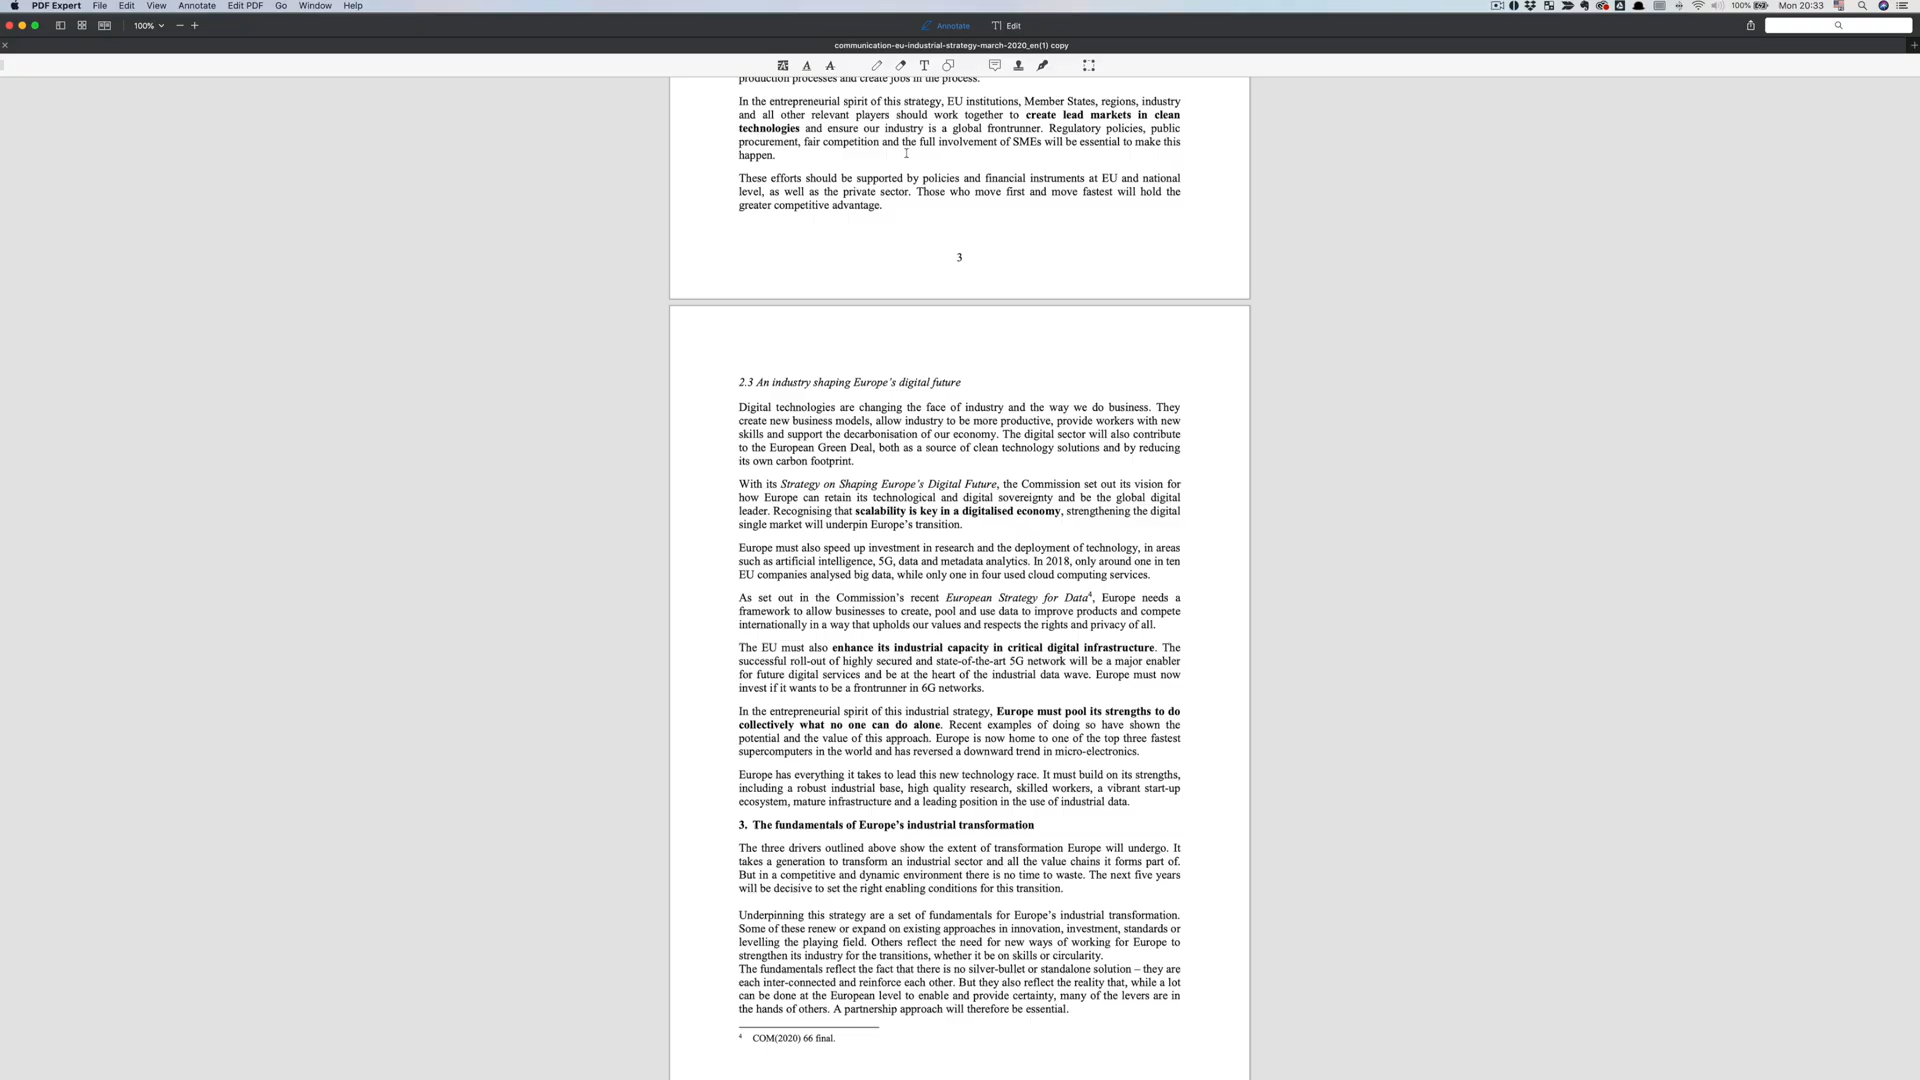 PDF Expert File Edit View Annotate Edit PDF Go Window Help
100% Mon 20:33
100% Annotate Edit
communication-eu-industrial-strategy-march-2020_en(1) copy
production processes and create jobs in the process.
In the entrepreneurial spirit of this strategy, EU institutions, Member States, regions, industry
and all other relevant players should work together to create lead markets in clean
technologies and ensure our industry is a global frontrunner. Regulatory policies, public
procurement, fair competition and the full involvement of SMEs will be essential to make this
happen.
These efforts should be supported by policies and financial instruments at EU and national
level, as well as the private sector. Those who move first and move fastest will hold the
greater competitive advantage.
3
2.3 An industry shaping Europe's digital future
Digital technologies are changing the face of industry and the way we do business. They
create new business models, allow industry to be more productive, provide workers with new
skills and support the decarbonisation of our economy. The digital sector will also contribute
to the European Green Deal, both as a source of clean technology solutions and by reducing
its own carbon footprint.
With its Strategy on Shaping Europe's Digital Future, the Commission set out its vision for
how Europe can retain its technological and digital sovereignty and be the global digital
leader. Recognising that scalability is key in a digitalised economy, strengthening the digital
single market will underpin Europe's transition.
Europe must also speed up investment in research and the deployment of technology, in areas
such as artificial intelligence, 5G, data and metadata analytics. In 2018, only around one in ten
EU companies analysed big data, while only one in four used cloud computing services.
As set out in the Commission's recent European Strategy for Data4, Europe needs a
framework to allow businesses to create, pool and use data to improve products and compete
internationally in a way that upholds our values and respects the rights and privacy of all.
The EU must also enhance its industrial capacity in critical digital infrastructure. The
successful roll-out of highly secured and state-of-the-art 5G network will be a major enabler
for future digital services and be at the heart of the industrial data wave. Europe must now
invest if it wants to be a frontrunner in 6G networks.
In the entrepreneurial spirit of this industrial strategy, Europe must pool its strengths to do
collectively what no one can do alone. Recent examples of doing so have shown the
potential and the value of this approach. Europe is now home to one of the top three fastest
supercomputers in the world and has reversed a downward trend in micro-electronics.
Europe has everything it takes to lead this new technology race. It must build on its strengths,
including a robust industrial base, high quality research, skilled workers, a vibrant start-up
ecosystem, mature infrastructure and a leading position in the use of industrial data.
3. The fundamentals of Europe's industrial transformation
The three drivers outlined above show the extent of transformation Europe will undergo. It
takes a generation to transform an industrial sector and all the value chains it forms part of.
But in a competitive and dynamic environment there is no time to waste. The next five years
will be decisive to set the right enabling conditions for this transition.
Underpinning this strategy are a set of fundamentals for Europe's industrial transformation.
Some of these renew or expand on existing approaches in innovation, investment, standards or
levelling the playing field. Others reflect the need for new ways of working for Europe to
strengthen its industry for the transitions, whether it be on skills or circularity.
The fundamentals reflect the fact that there is no silver-bullet or standalone solution – they are
each inter-connected and reinforce each other. But they also reflect the reality that, while a lot
can be done at the European level to enable and provide certainty, many of the levers are in
the hands of others. A partnership approach will therefore be essential.
4 COM(2020) 66 final.